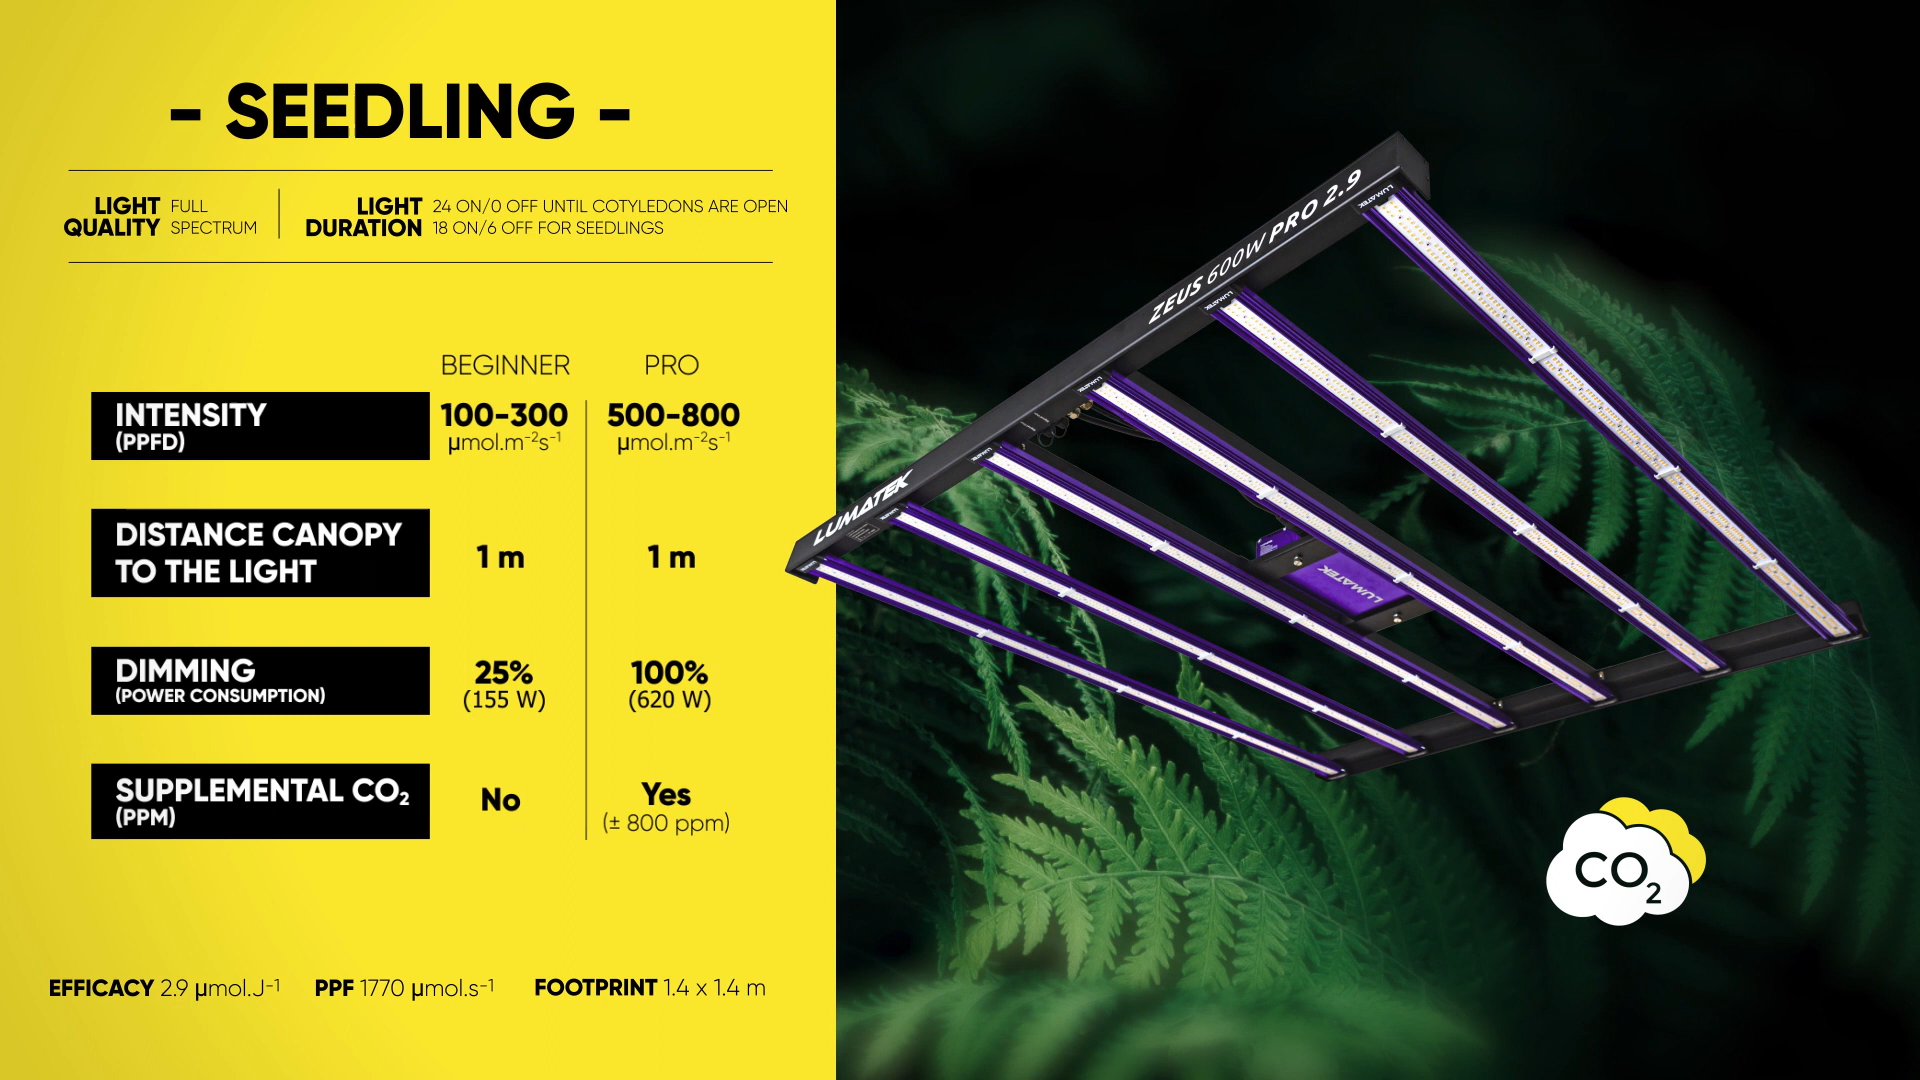 - SEEDLING -
LIGHT QUALITY FULL SPECTRUM
LIGHT DURATION 24 ON/0 OFF UNTIL COTYLEDONS ARE OPEN
18 ON/6 OFF FOR SEEDLINGS
BEGINNER PRO
INTENSITY 100-300 500-800
(PPFD) µmol.m⁻²s⁻¹ µmol.m⁻²s⁻¹
DISTANCE CANOPY
TO THE LIGHT 1 m 1 m
DIMMING 25% 100%
(POWER CONSUMPTION) (155 W) (620 W)
SUPPLEMENTAL CO₂ No Yes
(PPM) (± 800 ppm)
EFFICACY 2.9 µmol.J⁻¹ PPF 1770 µmol.s⁻¹ FOOTPRINT 1.4 x 1.4 m
LUMATEK ZEUS 600W PRO 2.9
LUMATEK
LUMATEK
LUMATEK
LUMATEK
LUMATEK
CO₂